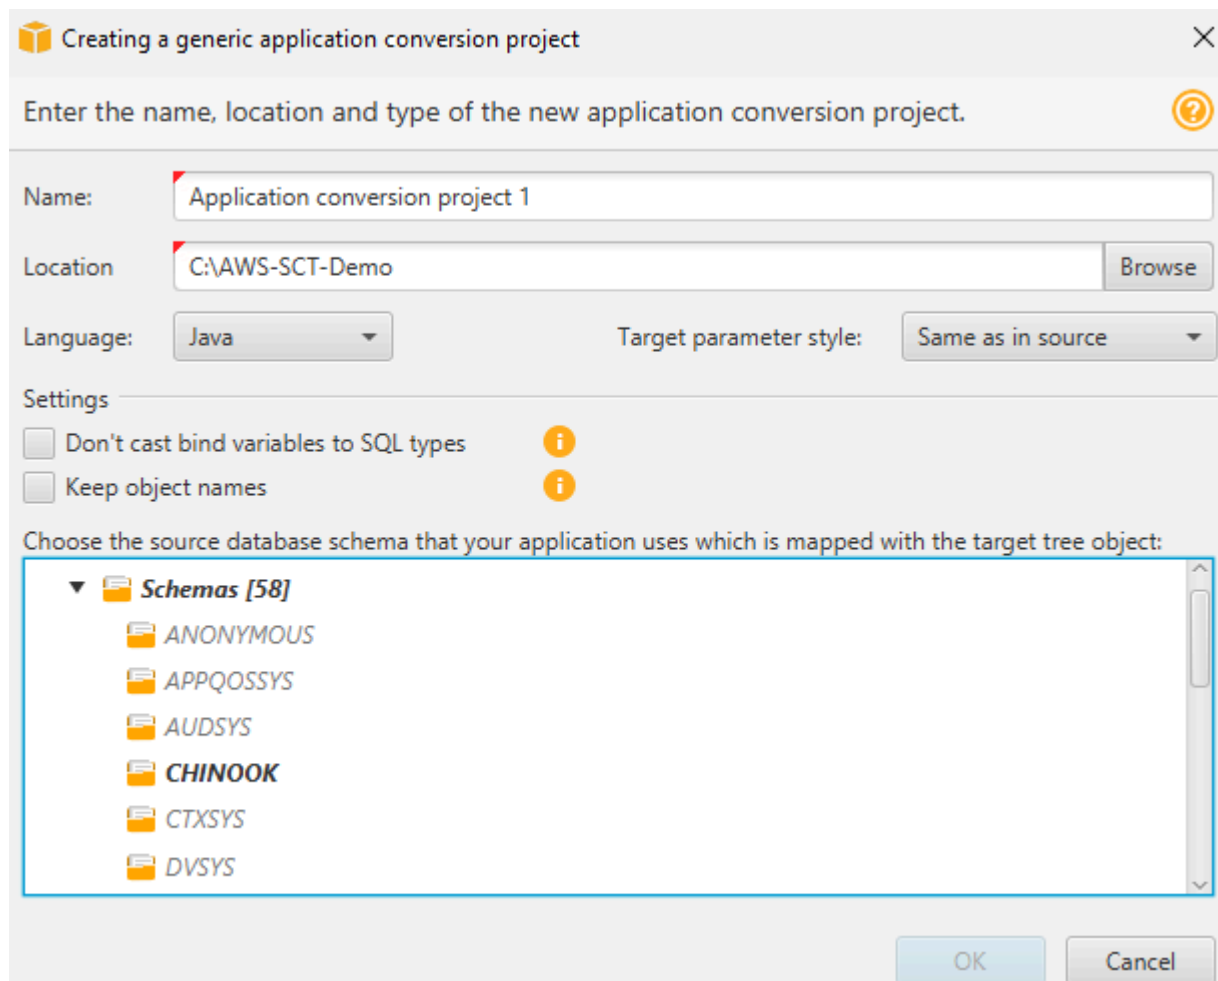 Creating a generic application conversion project
Enter the name, location and type of the new application conversion project.
Name: Application conversion project 1
Location C:\AWS-SCT-Demo Browse
Language: Java Target parameter style: Same as in source
Settings
Don't cast bind variables to SQL types
Keep object names
Choose the source database schema that your application uses which is mapped with the target tree object:
Schemas [58]
ANONYMOUS
APPQOSSYS
AUDSYS
CHINOOK
CTXSYS
DVSYS
OK Cancel